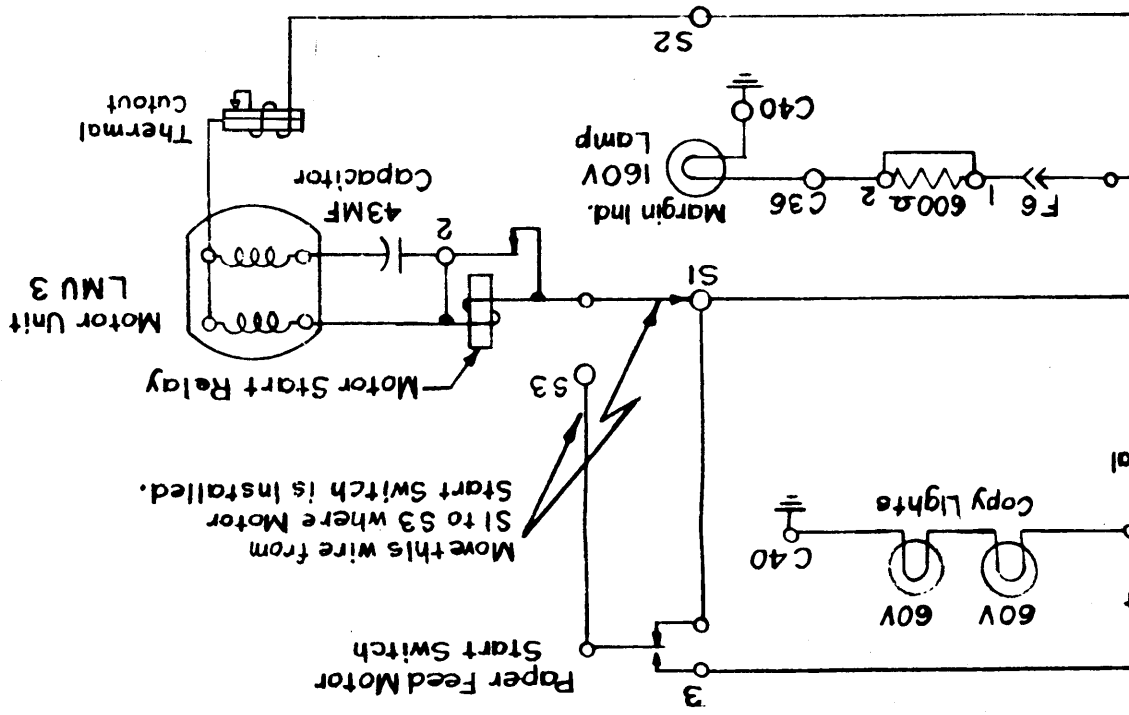 3
Paper Feed Motor
Start Switch
60V
60V
C40
Copy Lights
Move this wire from
S1 to S3 where Motor
Start Switch is Installed.
al
S3
Motor Start Relay
S1
Motor Unit
LMU 3
2
43MF
Capacitor
F6
1
600Ω
2
C36
Margin Ind.
160V
Lamp
C40
Thermal
Cutout
S2